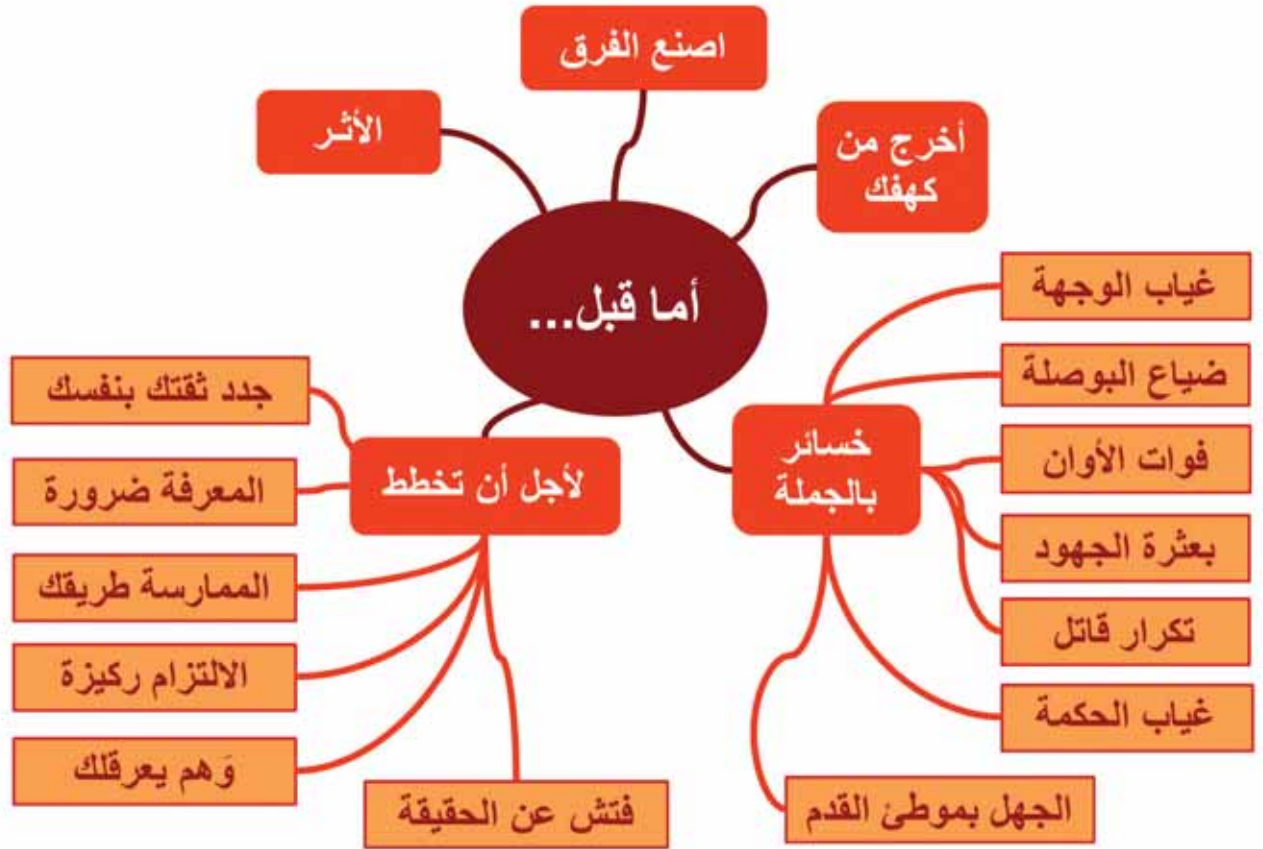 اصنع الفرق
أخرج من
كهفك
الأثر
أما قبل...
غياب الوجهة
ضياع البوصلة
فوات الأوان
بعثرة الجهود
تكرار قاتل
غياب الحكمة
الجهل بموطئ القدم
خسائر
بالجملة
لأجل أن تخطط
جدد ثقتك بنفسك
المعرفة ضرورة
الممارسة طريقك
الالتزام ركيزة
وَهم يعرقلك
فتش عن الحقيقة